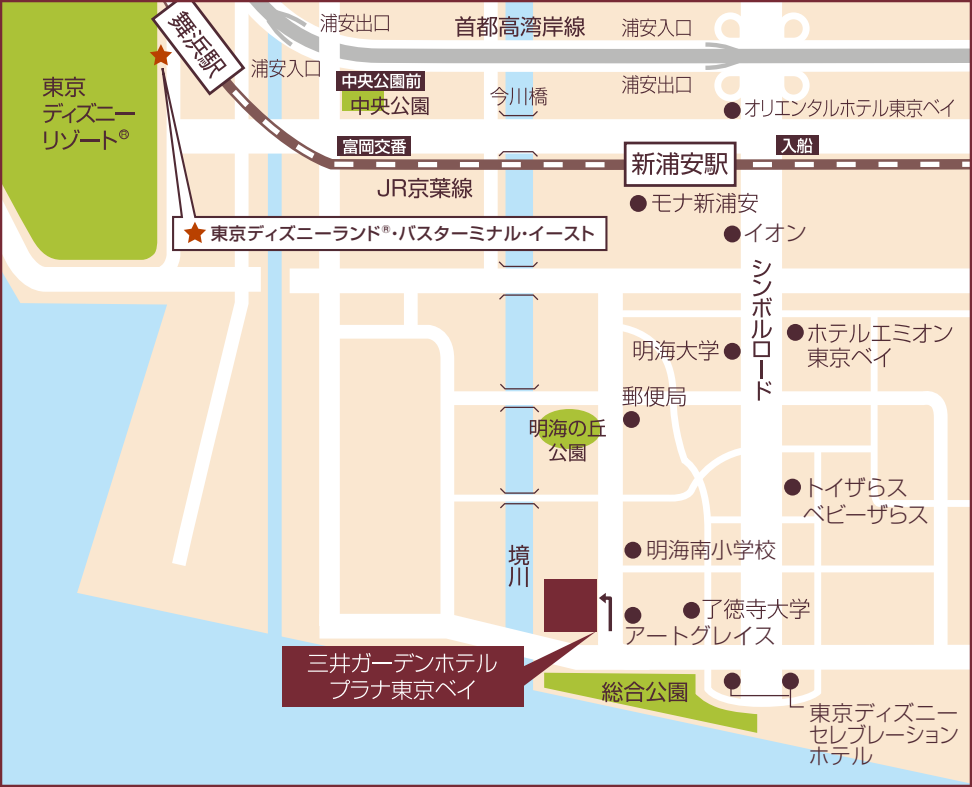 舞浜駅
浦安出口
首都高湾岸線
浦安入口
浦安入口
浦安出口
東京
ディズニー
リゾート®
中央公園前
中央公園
今川橋
オリエンタルホテル東京ベイ
富岡交番
入船
新浦安駅
JR京葉線
モナ新浦安
東京ディズニーランド®・バスターミナル・イースト
イオン
シンボルロード
ホテルエミオン
東京ベイ
明海大学
郵便局
明海の丘
公園
トイザらス
ベビーザらス
境川
明海南小学校
了徳寺大学
アートグレイス
三井ガーデンホテル
プラナ東京ベイ
総合公園
東京ディズニー
セレブレーション
ホテル